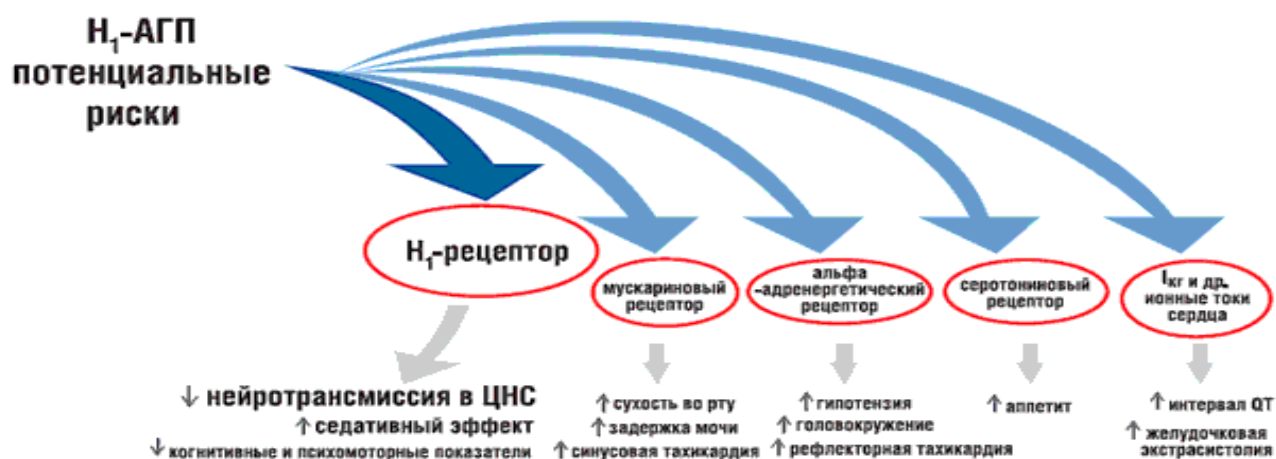 H₁-АГП
потенциальные
риски
H₁-рецептор
мускариновый
рецептор
альфа
-адренергетический
рецептор
серотониновый
рецептор
Iкг и др.
ионные токи
сердца
↓ нейротрансмиссия в ЦНС
↑ седативный эффект
↓ когнитивные и психомоторные показатели
↑ сухость во рту
↑ задержка мочи
↑ синусовая тахикардия
↑ гипотензия
↑ головокружение
↑ рефлекторная тахикардия
↑ аппетит
↑ интервал QT
↑ желудочковая
экстрасистолия